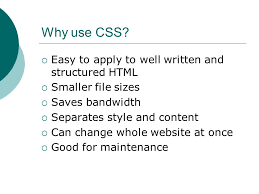 Why use CSS?
Easy to apply to well written and
structured HTML
Smaller file sizes
Saves bandwidth
Separates style and content
Can change whole website at once
Good for maintenance